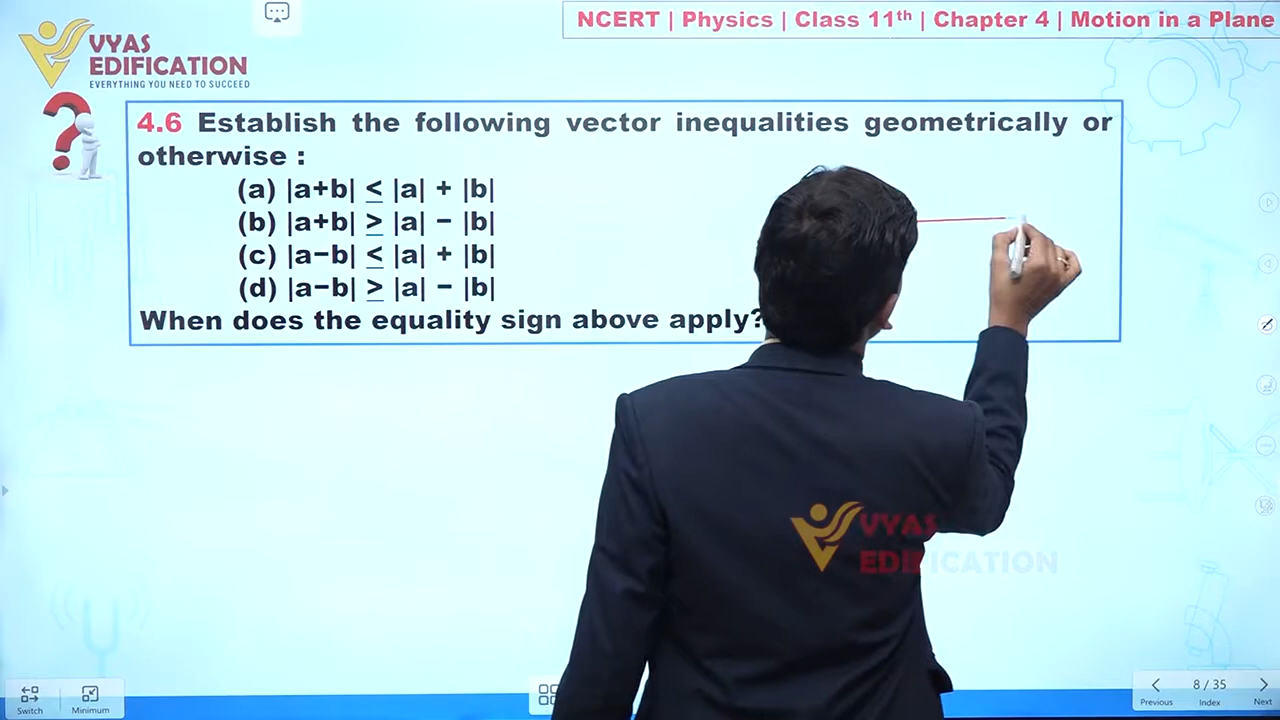 NCERT | Physics | Class 11th | Chapter 4 | Motion in a Plane
VYAS
EDIFICATION
EVERYTHING YOU NEED TO SUCCEED
4.6 Establish the following vector inequalities geometrically or
otherwise :
(a) |a+b| ≤ |a| + |b|
(b) |a+b| ≥ |a| − |b|
(c) |a−b| ≤ |a| + |b|
(d) |a−b| ≥ |a| − |b|
When does the equality sign above apply?
VYAS
EDIFICATION
Switch
Minimum
Previous
8 / 35
Index
Next